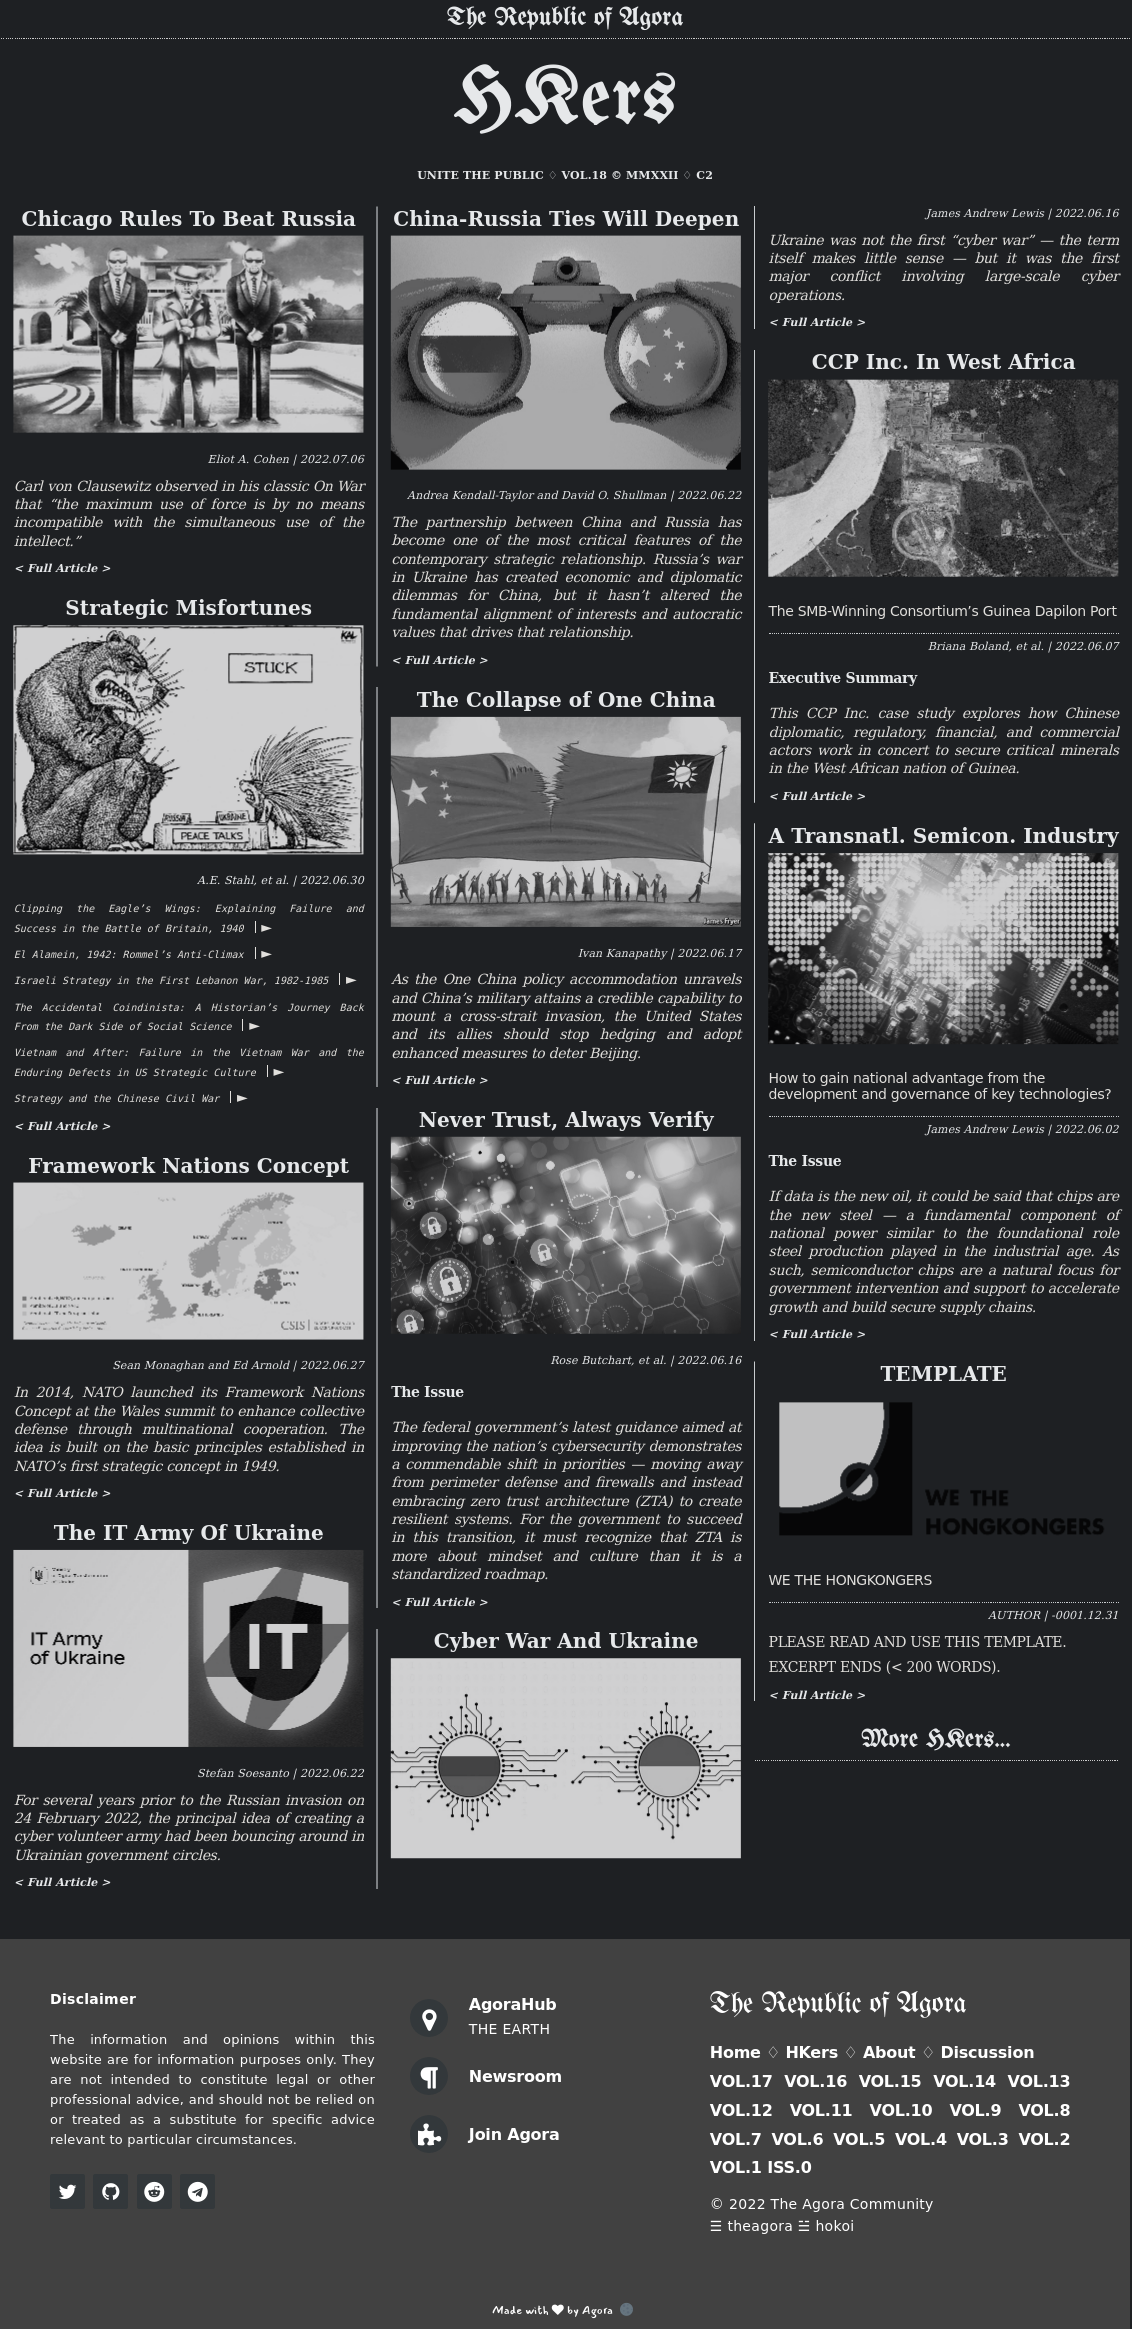 The Republic of Agora
HKers
UNITE THE PUBLIC ♢ VOL.18 © MMXXII ♢ C2
Chicago Rules To Beat Russia
Eliot A. Cohen | 2022.07.06
Carl von Clausewitz observed in his classic On War
that “the maximum use of force is by no means
incompatible with the simultaneous use of the
intellect.”
< Full Article >
Strategic Misfortunes
KAL
STUCK
RUSSIA
UKRAINE
PEACE TALKS
A.E. Stahl, et al. | 2022.06.30
Clipping the Eagle’s Wings: Explaining Failure and
Success in the Battle of Britain, 1940 |►
El Alamein, 1942: Rommel’s Anti-Climax |►
Israeli Strategy in the First Lebanon War, 1982-1985 |►
The Accidental Coindinista: A Historian’s Journey Back
From the Dark Side of Social Science |►
Vietnam and After: Failure in the Vietnam War and the
Enduring Defects in US Strategic Culture |►
Strategy and the Chinese Civil War |►
< Full Article >
Framework Nations Concept
CSIS
Sean Monaghan and Ed Arnold | 2022.06.27
In 2014, NATO launched its Framework Nations
Concept at the Wales summit to enhance collective
defense through multinational cooperation. The
idea is built on the basic principles established in
NATO’s first strategic concept in 1949.
< Full Article >
The IT Army Of Ukraine
IT Army
of Ukraine
IT
Stefan Soesanto | 2022.06.22
For several years prior to the Russian invasion on
24 February 2022, the principal idea of creating a
cyber volunteer army had been bouncing around in
Ukrainian government circles.
< Full Article >
China-Russia Ties Will Deepen
Andrea Kendall-Taylor and David O. Shullman | 2022.06.22
The partnership between China and Russia has
become one of the most critical features of the
contemporary strategic relationship. Russia’s war
in Ukraine has created economic and diplomatic
dilemmas for China, but it hasn’t altered the
fundamental alignment of interests and autocratic
values that drives that relationship.
< Full Article >
The Collapse of One China
James Fryer
Ivan Kanapathy | 2022.06.17
As the One China policy accommodation unravels
and China’s military attains a credible capability to
mount a cross-strait invasion, the United States
and its allies should stop hedging and adopt
enhanced measures to deter Beijing.
< Full Article >
Never Trust, Always Verify
Rose Butchart, et al. | 2022.06.16
The Issue
The federal government’s latest guidance aimed at
improving the nation’s cybersecurity demonstrates
a commendable shift in priorities — moving away
from perimeter defense and firewalls and instead
embracing zero trust architecture (ZTA) to create
resilient systems. For the government to succeed
in this transition, it must recognize that ZTA is
more about mindset and culture than it is a
standardized roadmap.
< Full Article >
Cyber War And Ukraine
James Andrew Lewis | 2022.06.16
Ukraine was not the first “cyber war” — the term
itself makes little sense — but it was the first
major conflict involving large-scale cyber
operations.
< Full Article >
CCP Inc. In West Africa
The SMB-Winning Consortium’s Guinea Dapilon Port
Briana Boland, et al. | 2022.06.07
Executive Summary
This CCP Inc. case study explores how Chinese
diplomatic, regulatory, financial, and commercial
actors work in concert to secure critical minerals
in the West African nation of Guinea.
< Full Article >
A Transnatl. Semicon. Industry
How to gain national advantage from the
development and governance of key technologies?
James Andrew Lewis | 2022.06.02
The Issue
If data is the new oil, it could be said that chips are
the new steel — a fundamental component of
national power similar to the foundational role
steel production played in the industrial age. As
such, semiconductor chips are a natural focus for
government intervention and support to accelerate
growth and build secure supply chains.
< Full Article >
TEMPLATE
WE THE
HONGKONGERS
WE THE HONGKONGERS
AUTHOR | -0001.12.31
PLEASE READ AND USE THIS TEMPLATE.
EXCERPT ENDS (< 200 WORDS).
< Full Article >
More HKers...
Disclaimer
The information and opinions within this
website are for information purposes only. They
are not intended to constitute legal or other
professional advice, and should not be relied on
or treated as a substitute for specific advice
relevant to particular circumstances.
AgoraHub
THE EARTH
Newsroom
Join Agora
The Republic of Agora
Home ♢ HKers ♢ About ♢ Discussion
VOL.17 VOL.16 VOL.15 VOL.14 VOL.13
VOL.12 VOL.11 VOL.10 VOL.9 VOL.8
VOL.7 VOL.6 VOL.5 VOL.4 VOL.3 VOL.2
VOL.1 ISS.0
© 2022 The Agora Community
☰ theagora ☱ hokoi
Made with ♥ by Agora